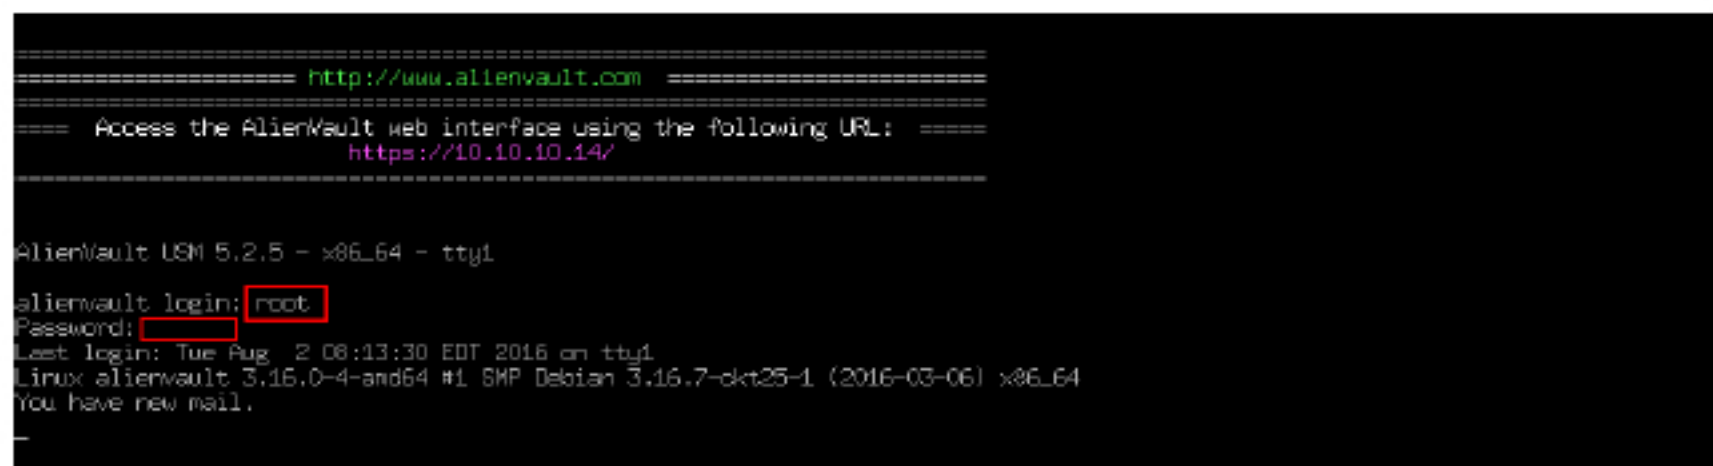 ==================== http://www.alienvault.com ====================
==== Access the AlienVault web interface using the following URL: =====
https://10.10.10.14/
AlienVault USM 5.2.5 - x86_64 - tty1
alienvault login: root
Password:
Last login: Tue Aug  2 08:13:30 EDT 2016 on tty1
Linux alienvault 3.16.0-4-amd64 #1 SMP Debian 3.16.7-ckt25-1 (2016-03-06) x86_64
You have new mail.